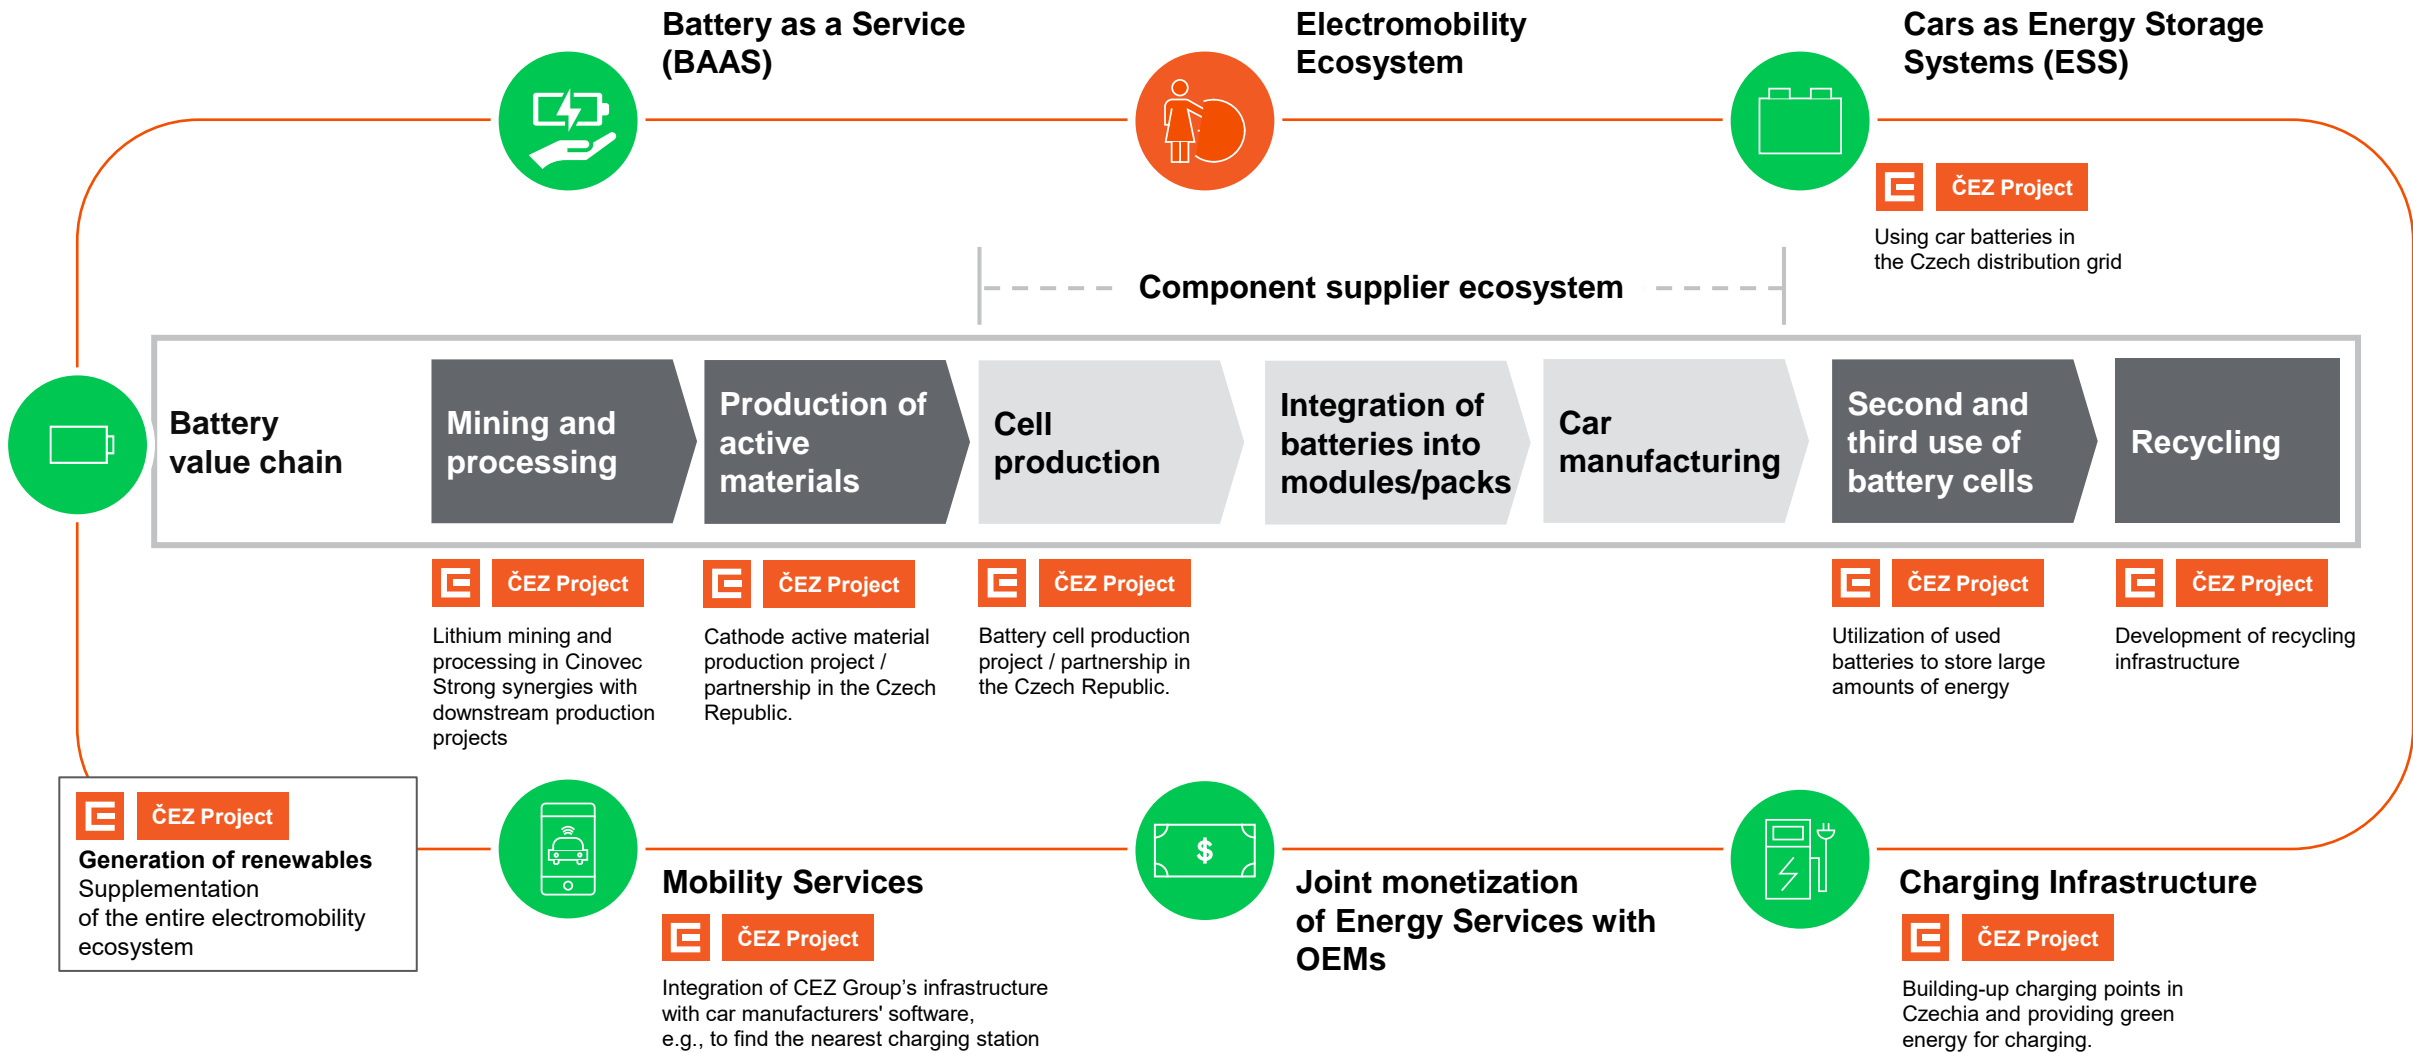 Battery as a Service
(BAAS)
Electromobility
Ecosystem
Cars as Energy Storage
Systems (ESS)
ČEZ Project
Using car batteries in
the Czech distribution grid
Component supplier ecosystem
Battery
value chain
Mining and
processing
Production of
active
materials
Cell
production
Integration of
batteries into
modules/packs
Car
manufacturing
Second and
third use of
battery cells
Recycling
ČEZ Project
Lithium mining and
processing in Cinovec
Strong synergies with
downstream production
projects
ČEZ Project
Cathode active material
production project /
partnership in the Czech
Republic.
ČEZ Project
Battery cell production
project / partnership in
the Czech Republic.
ČEZ Project
Utilization of used
batteries to store large
amounts of energy
ČEZ Project
Development of recycling
infrastructure
ČEZ Project
Generation of renewables
Supplementation
of the entire electromobility
ecosystem
Mobility Services
ČEZ Project
Integration of CEZ Group’s infrastructure
with car manufacturers' software,
e.g., to find the nearest charging station
$
Joint monetization
of Energy Services with
OEMs
Charging Infrastructure
ČEZ Project
Building-up charging points in
Czechia and providing green
energy for charging.